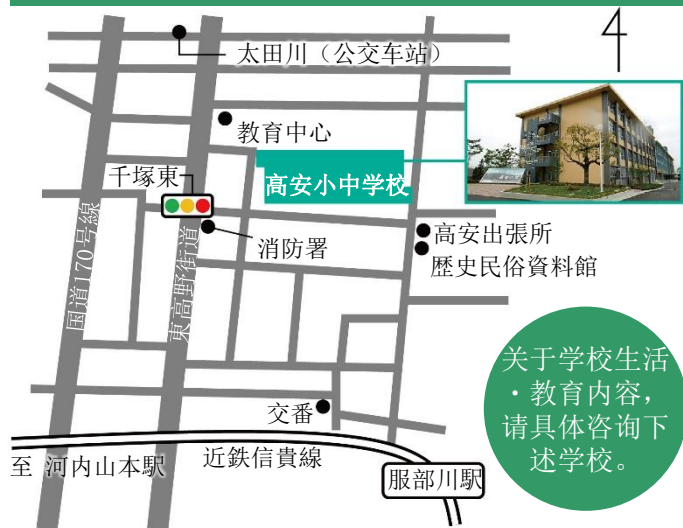 太田川（公交车站）
教育中心
千塚東
高安小中学校
消防署
高安出張所
歴史民俗資料館
国道170号線
東高野街道
关于学校生活
・教育内容，
请具体咨询下
述学校。
交番
至 河内山本駅
近鉄信貴線
服部川駅